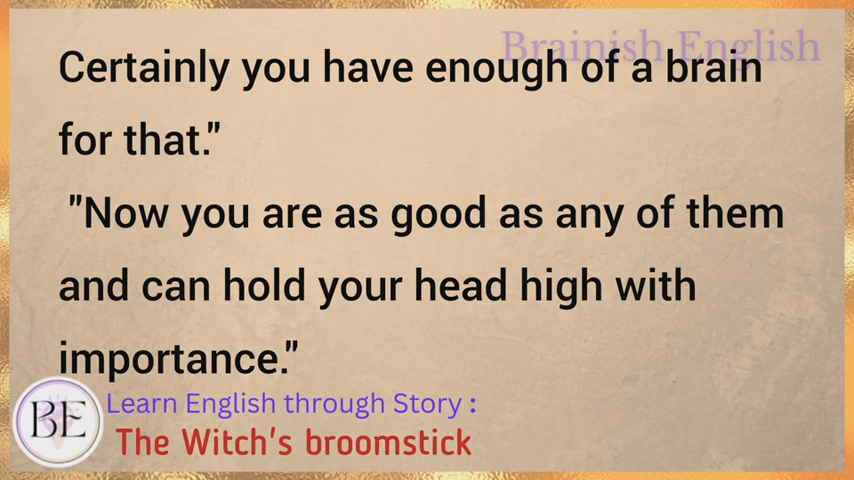 Brainish English
Certainly you have enough of a brain
for that."
"Now you are as good as any of them
and can hold your head high with
importance."
BE
Learn English through Story :
The Witch's broomstick